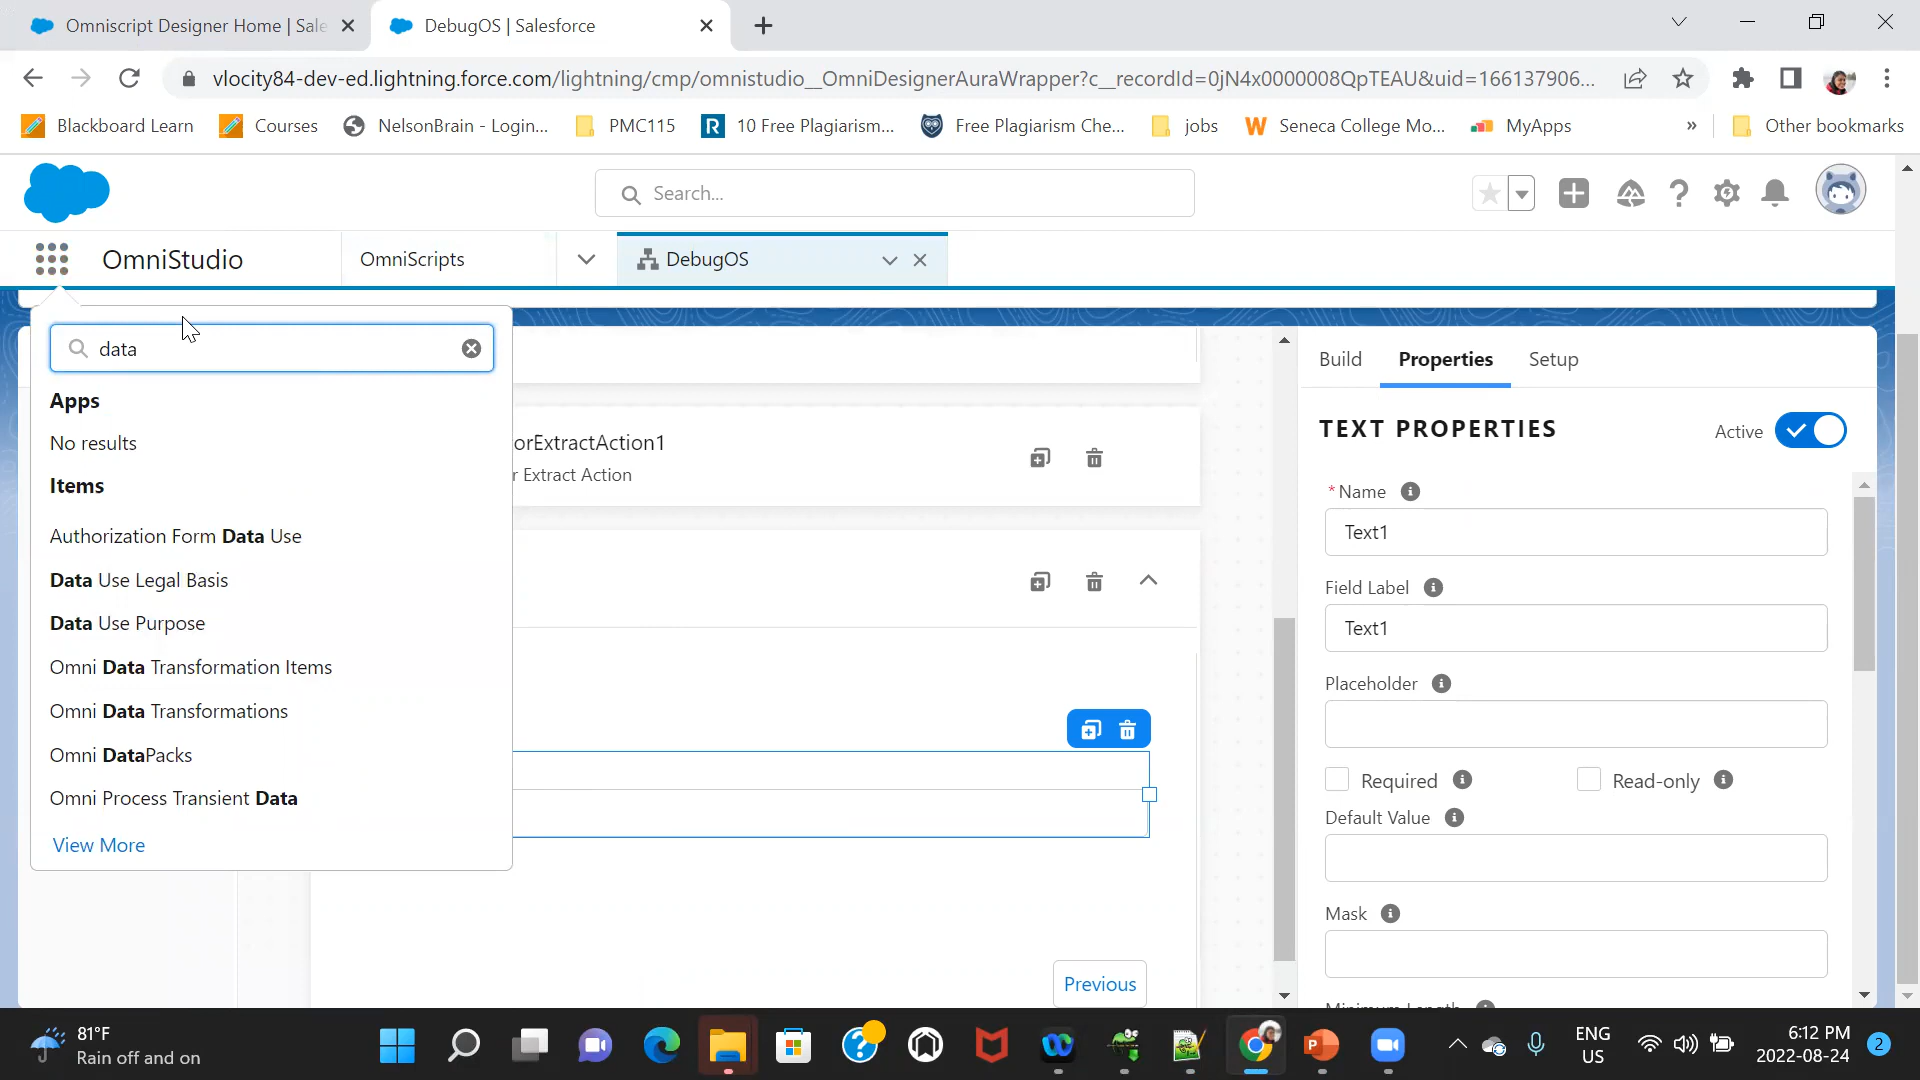 Omniscript Designer Home | Sale
DebugOS | Salesforce
vlocity84-dev-ed.lightning.force.com/lightning/cmp/omnistudio__OmniDesignerAuraWrapper?c__recordId=0jN4x0000008QpTEAU&uid=166137906...
Blackboard Learn
Courses
NelsonBrain - Login...
PMC115
R
10 Free Plagiarism...
Free Plagiarism Che...
jobs
W
Seneca College Mo...
MyApps
»
Other bookmarks
Search...
OmniStudio
OmniScripts
DebugOS
data
Apps
No results
Items
Authorization Form Data Use
Data Use Legal Basis
Data Use Purpose
Omni Data Transformation Items
Omni Data Transformations
Omni DataPacks
Omni Process Transient Data
View More
orExtractAction1
r Extract Action
Previous
Build
Properties
Setup
TEXT PROPERTIES
Active
*Name
Text1
Field Label
Text1
Placeholder
Required
Read-only
Default Value
Mask
Minimum Length
81°F
Rain off and on
ENG
US
6:12 PM
2022-08-24
2